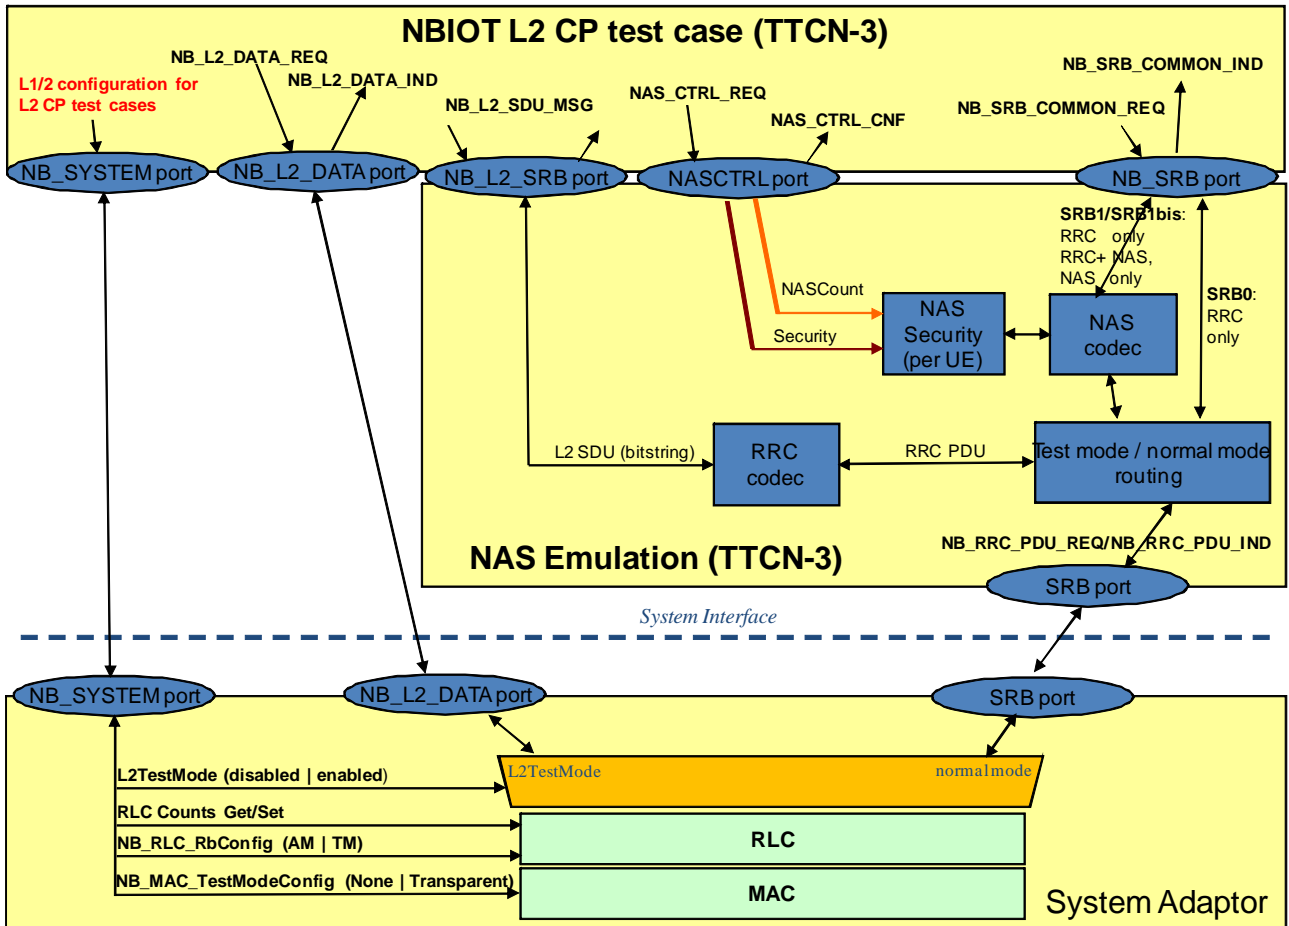 NBIOT L2 CP test case (TTCN-3)
NB_L2_DATA_REQ
NB_L2_DATA_IND
L1/2 configuration for
L2 CP test cases
NB_L2_SDU_MSG
NAS_CTRL_REQ
NAS_CTRL_CNF
NB_SRB_COMMON_IND
NB_SRB_COMMON_REQ
NB_SYSTEM port
NB_L2_DATA port
NB_L2_SRB port
NASCTRL port
NB_SRB port
SRB1/SRB1bis:
RRC only
RRC+ NAS,
NAS only
SRB0:
RRC
only
NASCount
Security
NAS
Security
(per UE)
NAS
codec
L2 SDU (bitstring)
RRC
codec
RRC PDU
Test mode / normal mode
routing
NB_RRC_PDU_REQ/NB_RRC_PDU_IND
NAS Emulation (TTCN-3)
SRB port
System Interface
NB_SYSTEM port
NB_L2_DATA port
SRB port
L2TestMode
normal mode
L2TestMode (disabled | enabled)
RLC Counts Get/Set
NB_RLC_RbConfig (AM | TM)
RLC
NB_MAC_TestModeConfig (None | Transparent)
MAC
System Adaptor